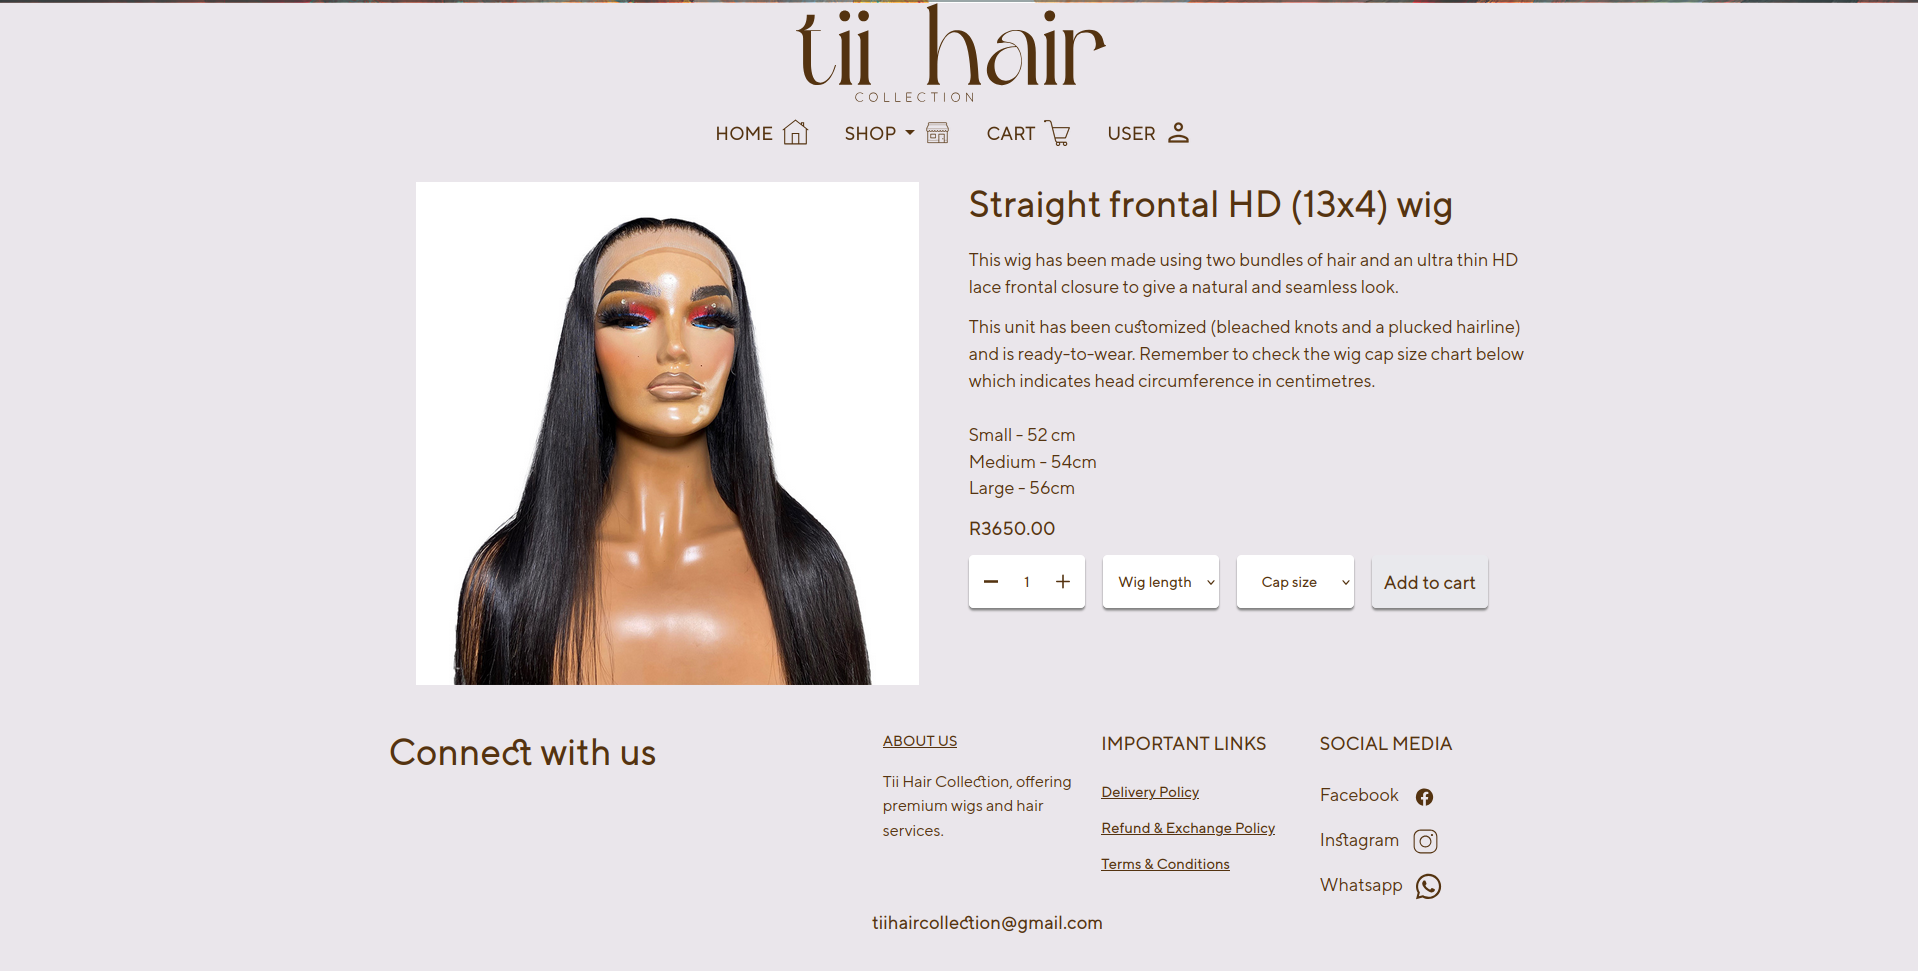 tii hair
COLLECTION
HOME
SHOP
CART
USER
Straight frontal HD (13x4) wig
This wig has been made using two bundles of hair and an ultra thin HD
lace frontal closure to give a natural and seamless look.
This unit has been customized (bleached knots and a plucked hairline)
and is ready-to-wear. Remember to check the wig cap size chart below
which indicates head circumference in centimetres.
Small - 52 cm
Medium - 54cm
Large - 56cm
R3650.00
1
Wig length
Cap size
Add to cart
Connect with us
ABOUT US
Tii Hair Collection, offering
premium wigs and hair
services.
IMPORTANT LINKS
Delivery Policy
Refund & Exchange Policy
Terms & Conditions
SOCIAL MEDIA
Facebook
Instagram
Whatsapp
tiihaircollection@gmail.com